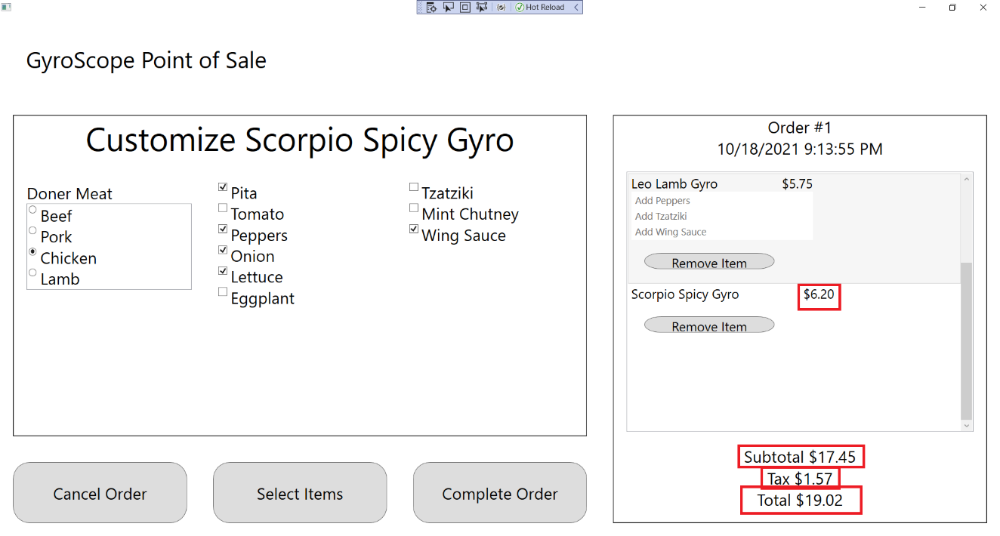 Hot Reload
GyroScope Point of Sale
Customize Scorpio Spicy Gyro
Doner Meat
Beef
Pork
Chicken
Lamb
Pita
Tomato
Peppers
Onion
Lettuce
Eggplant
Tzatziki
Mint Chutney
Wing Sauce
Cancel Order
Select Items
Complete Order
Order #1
10/18/2021 9:13:55 PM
Leo Lamb Gyro $5.75
Add Peppers
Add Tzatziki
Add Wing Sauce
Remove Item
Scorpio Spicy Gyro $6.20
Remove Item
Subtotal $17.45
Tax $1.57
Total $19.02